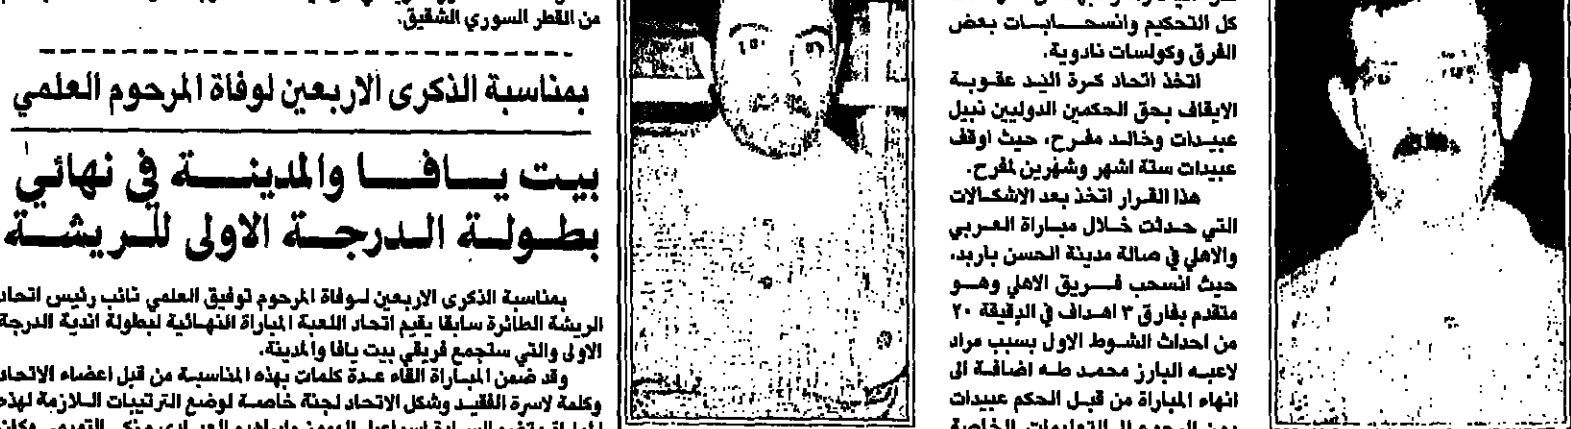 كل التحكيم وانسحابات بعض
الفرق وكولسات نادوية.
اتخذ اتحاد كرة اليد عقوبة
الايقاف بحق الحكمين الدوليين نبيل
عبيدات وخالد مفرح، حيث اوقف
عبيدات ستة اشهر وشهرين لمفرح.
هذا القرار اتخذ بعد الاشكالات
التي حدثت خلال مباراة العربي
والاهلي في صالة مدينة الحسن باربد،
حيث انسحب فريق الاهلي وهو
متقدم بفارق ٣ اهداف في الدقيقة ٢٠
من احداث الشوط الاول بسبب مراد
لاعبه البارز محمد طه اضافة الى
انهاء المباراة من قبل الحكم عبيدات
دون الرجوع الى التعليمات الخاصة
من القطر السوري الشقيق.
بمناسبة الذكرى الاربعين لوفاة المرحوم العلمي
بيت يافا والمدينة في نهائي
بطولة الدرجة الاولى للريشة
بمناسبة الذكرى الاربعين لوفاة المرحوم توفيق العلمي نائب رئيس اتحاد
الريشة الطائرة سابقا يقيم اتحاد اللعبة المباراة النهائية لبطولة اندية الدرجة
الاولى والتي ستجمع فريقي بيت يافا والمدينة.
وقد ضمن المباراة القاء عدة كلمات بهذه المناسبة من قبل اعضاء الاتحاد
وكلمة لاسرة الفقيد وشكل الاتحاد لجنة خاصة لوضع الترتيبات اللازمة لهذه